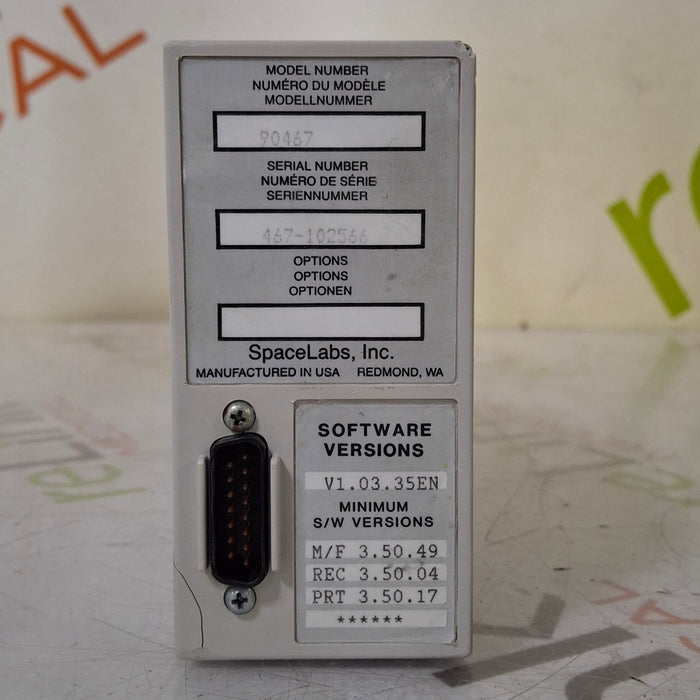 MODEL NUMBER
NUMÉRO DU MODÈLE
MODELLNUMMER
90467
SERIAL NUMBER
NUMÉRO DE SÉRIE
SERIENNUMMER
467-102566
OPTIONS
OPTIONS
OPTIONEN
SpaceLabs, Inc.
MANUFACTURED IN USA REDMOND, WA
SOFTWARE
VERSIONS
V1.03.35EN
MINIMUM
S/W VERSIONS
M/F 3.50.49
REC 3.50.04
PRT 3.50.17
******